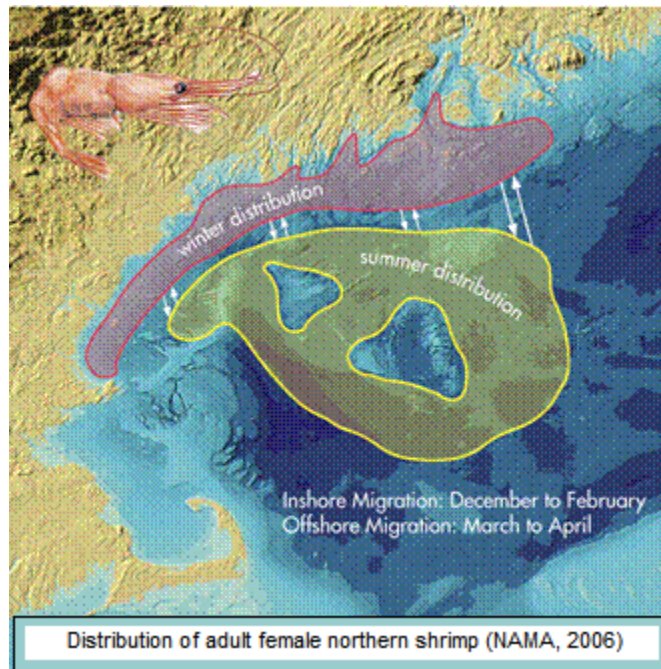 winter distribution
summer distribution
Inshore Migration: December to February
Offshore Migration: March to April
Distribution of adult female northern shrimp (NAMA, 2006)